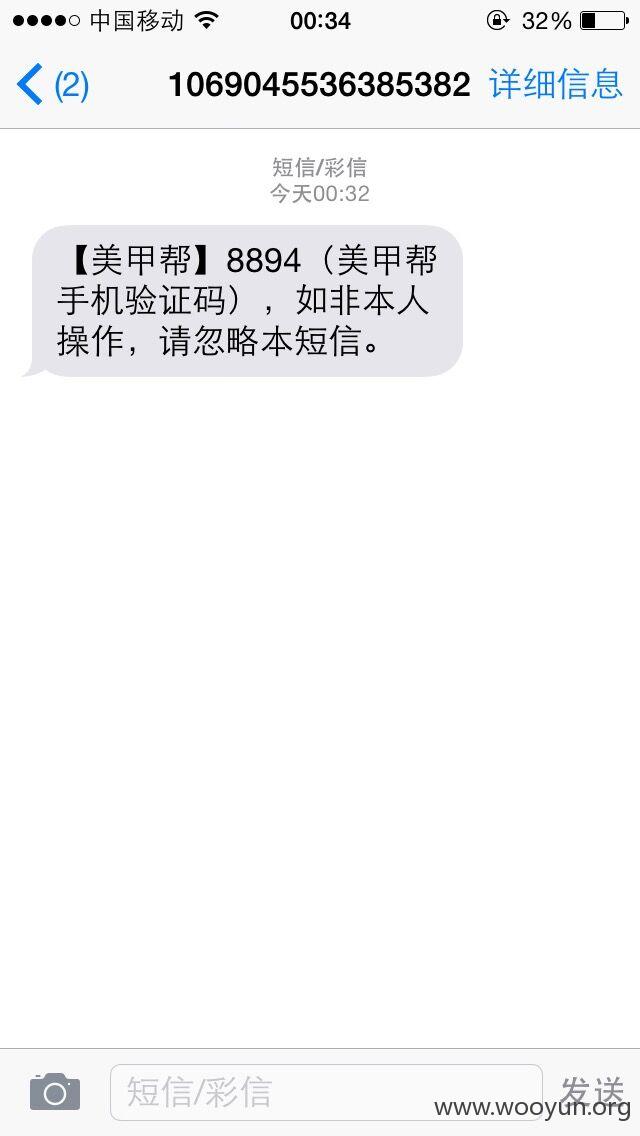 中国移动 00:34 32%
(2) 1069045536385382 详细信息
短信/彩信
今天00:32
【美甲帮】8894（美甲帮
手机验证码），如非本人
操作，请忽略本短信。
短信/彩信 发送
www.wooyun.org